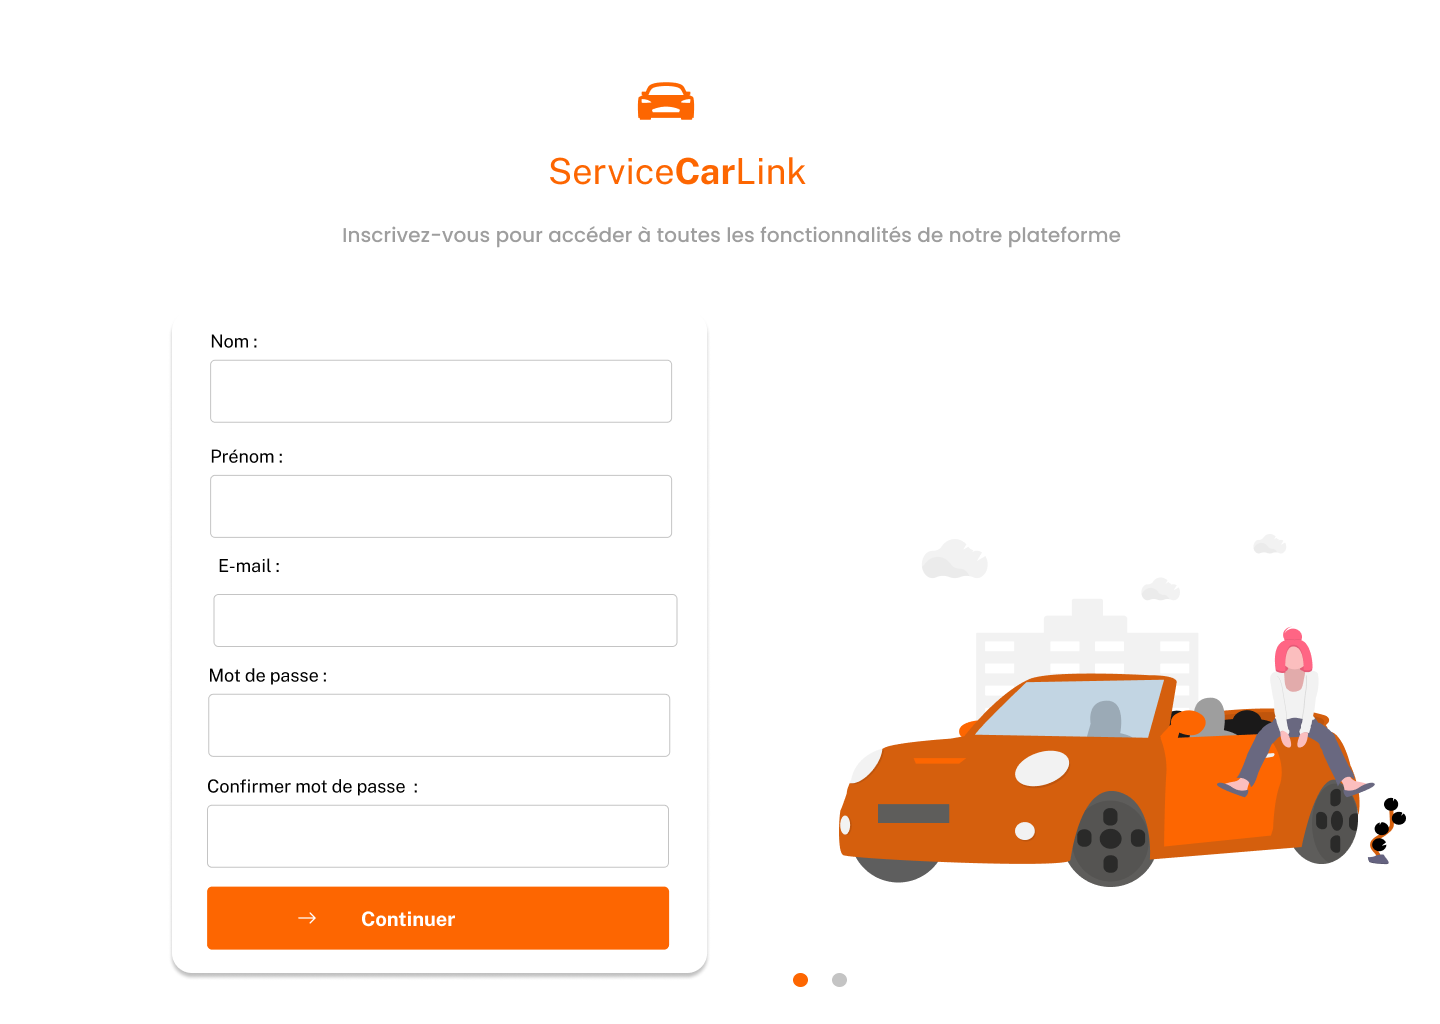 ServiceCarLink
Inscrivez-vous pour accéder à toutes les fonctionnalités de notre plateforme
Nom :
Prénom :
E-mail :
Mot de passe :
Confirmer mot de passe :
Continuer